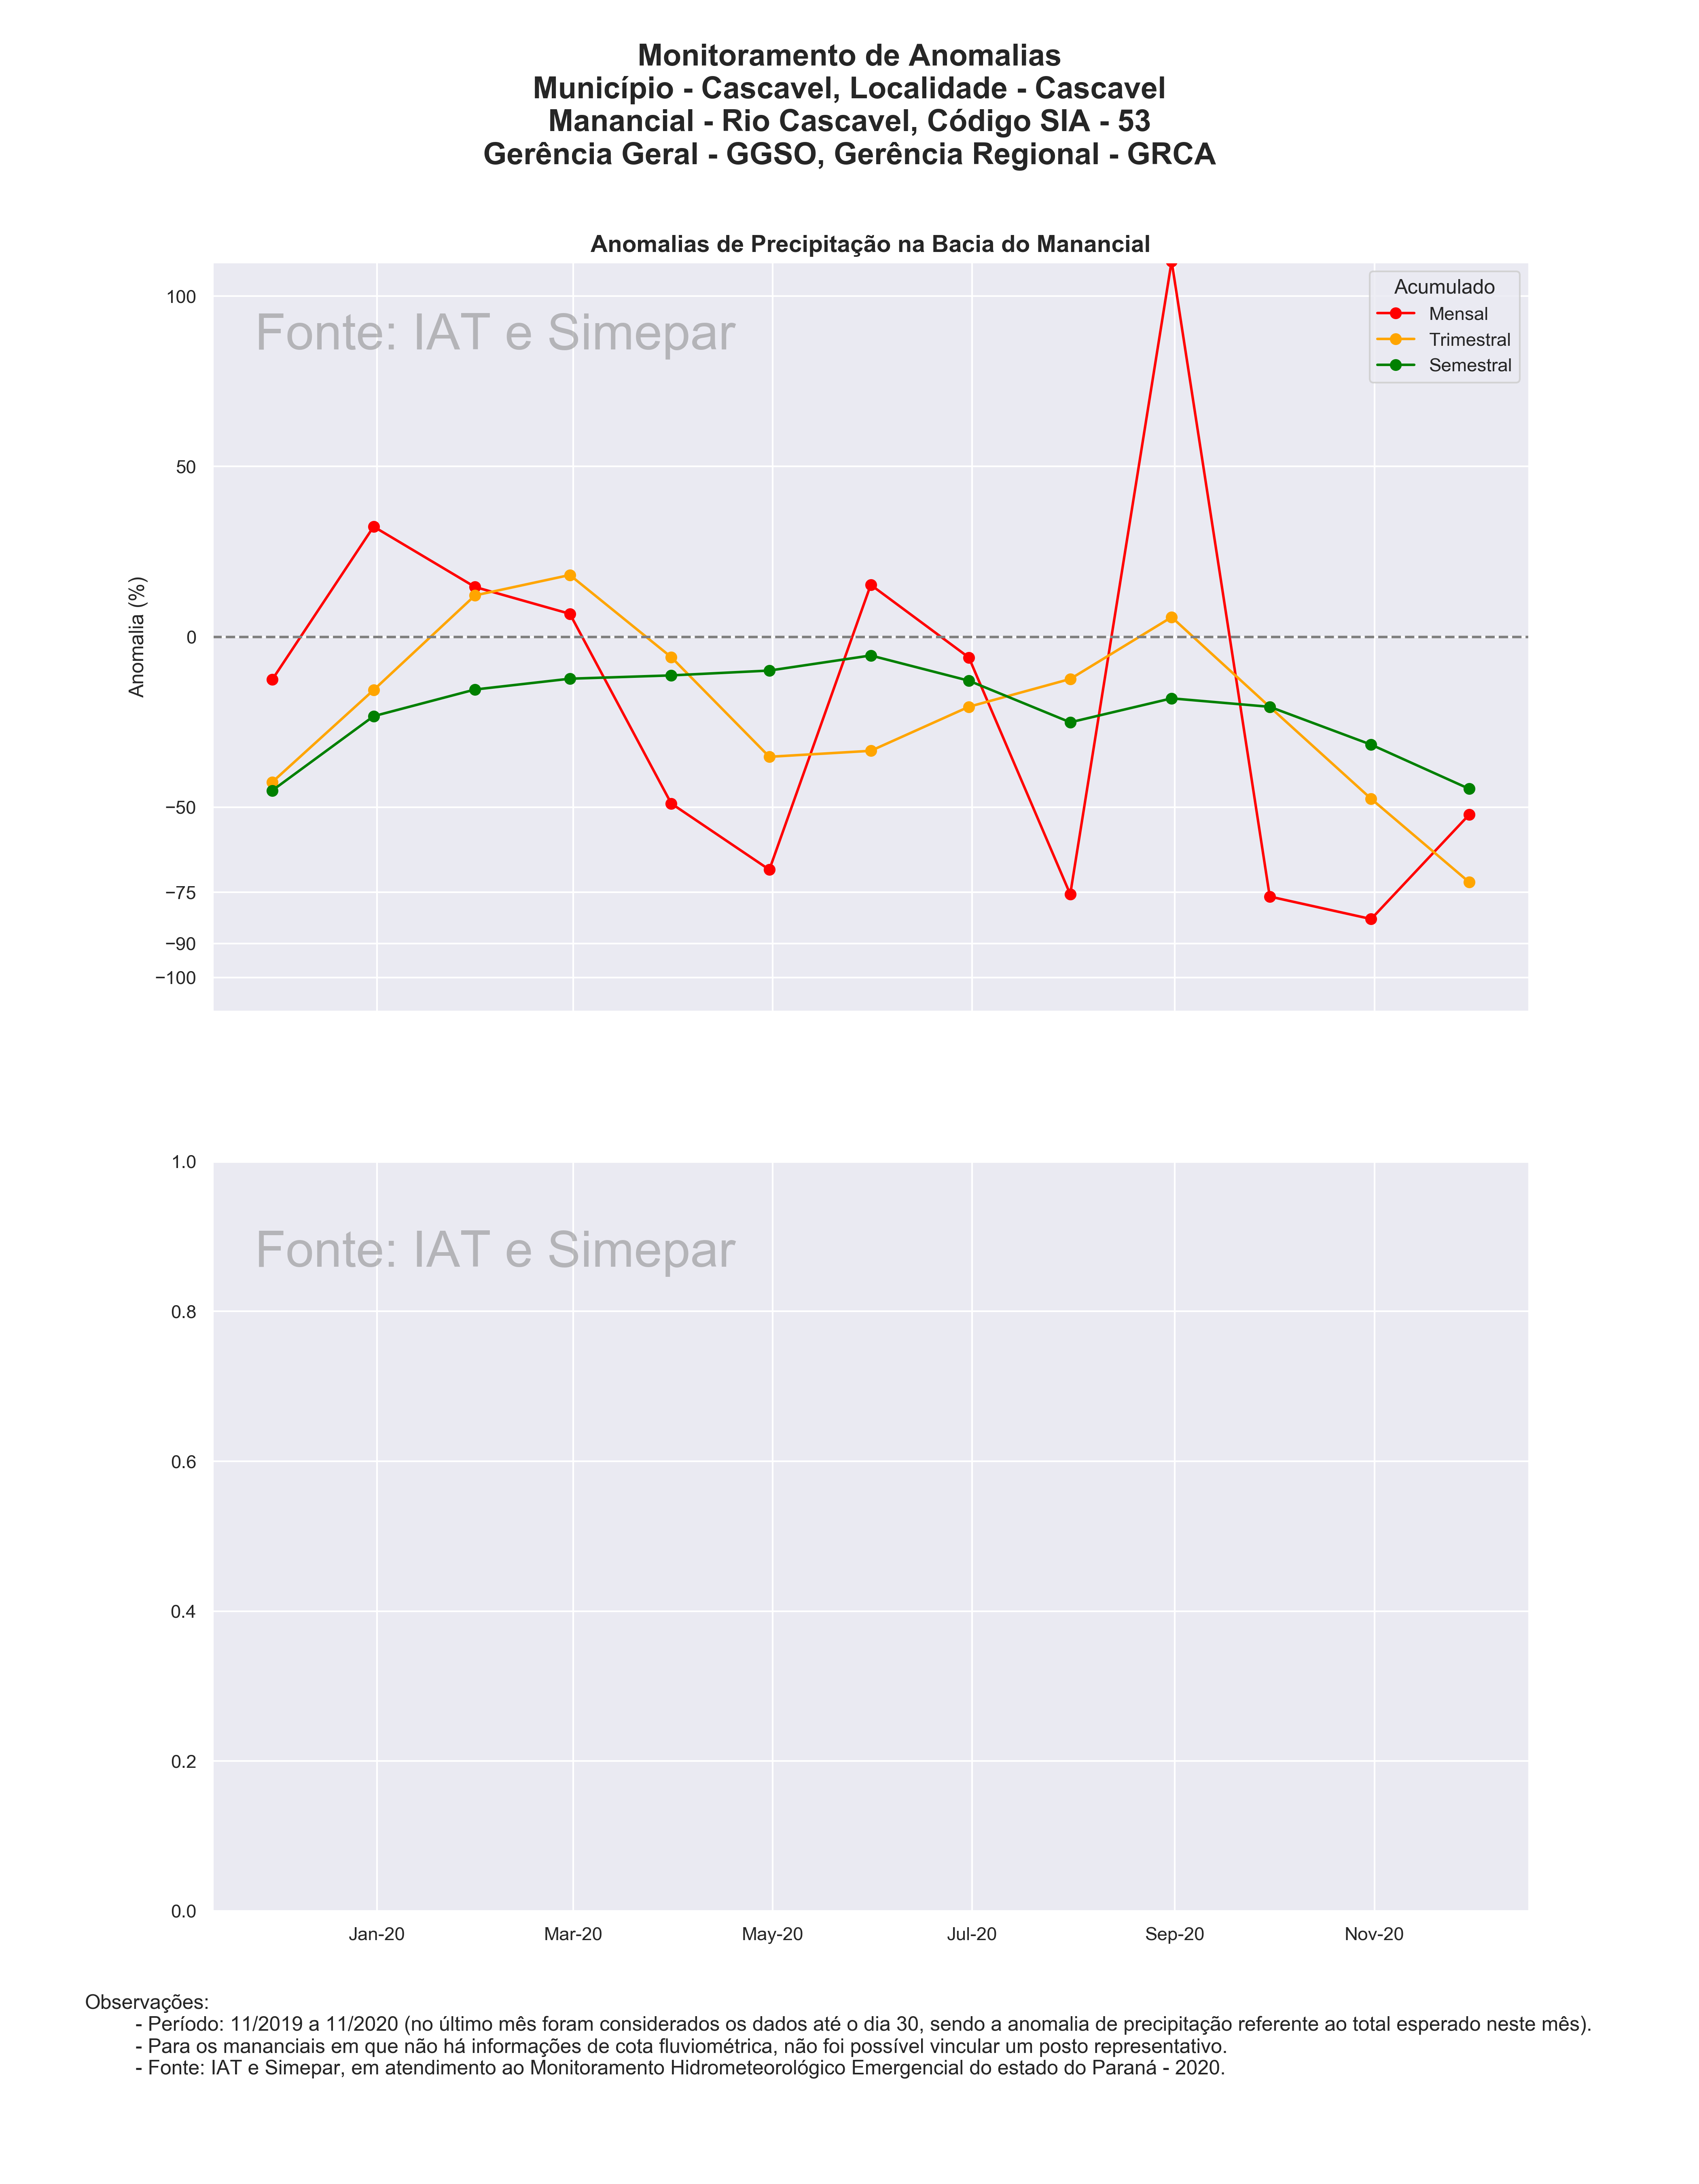 Monitoramento de Anomalias
Município - Cascavel, Localidade - Cascavel
Manancial - Rio Cascavel, Código SIA - 53
Gerência Geral - GGSO, Gerência Regional - GRCA
Anomalias de Precipitação na Bacia do Manancial
Fonte: IAT e Simepar
Acumulado
Mensal
Trimestral
Semestral
Anomalia (%)
100
50
0
−50
−75
−90
−100
Fonte: IAT e Simepar
1.0
0.8
0.6
0.4
0.2
0.0
Jan-20 Mar-20 May-20 Jul-20 Sep-20 Nov-20
Observações:
- Período: 11/2019 a 11/2020 (no último mês foram considerados os dados até o dia 30, sendo a anomalia de precipitação referente ao total esperado neste mês).
- Para os mananciais em que não há informações de cota fluviométrica, não foi possível vincular um posto representativo.
- Fonte: IAT e Simepar, em atendimento ao Monitoramento Hidrometeorológico Emergencial do estado do Paraná - 2020.